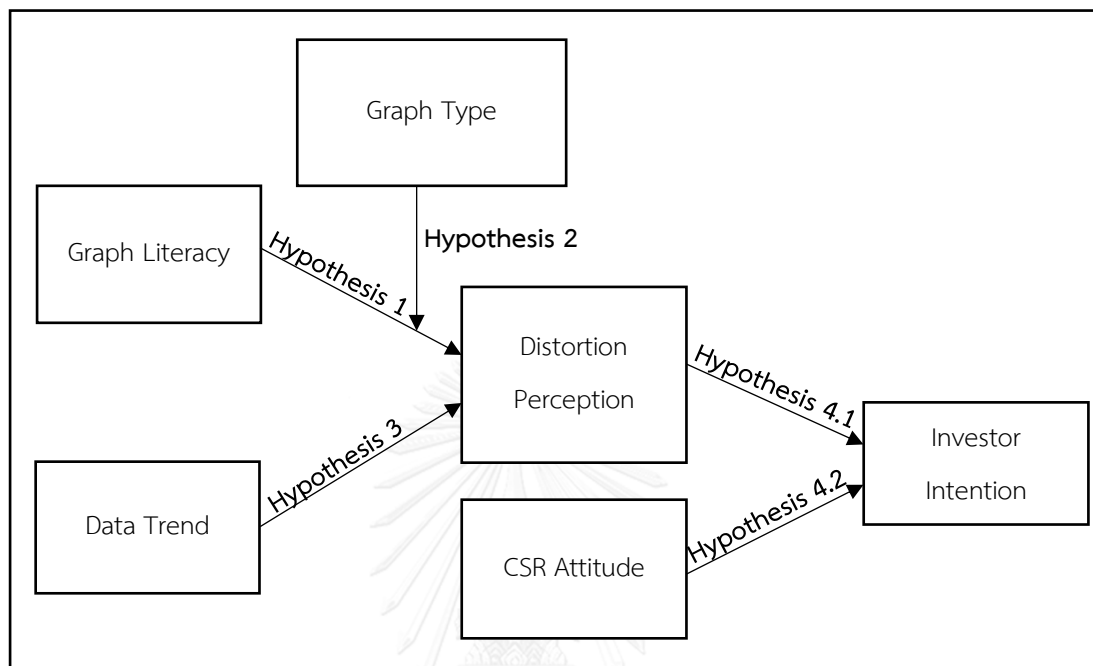 Graph Type
Graph Literacy
Hypothesis 1
Hypothesis 2
Distortion
Perception
Hypothesis 3
Data Trend
Hypothesis 4.1
Investor
Intention
Hypothesis 4.2
CSR Attitude